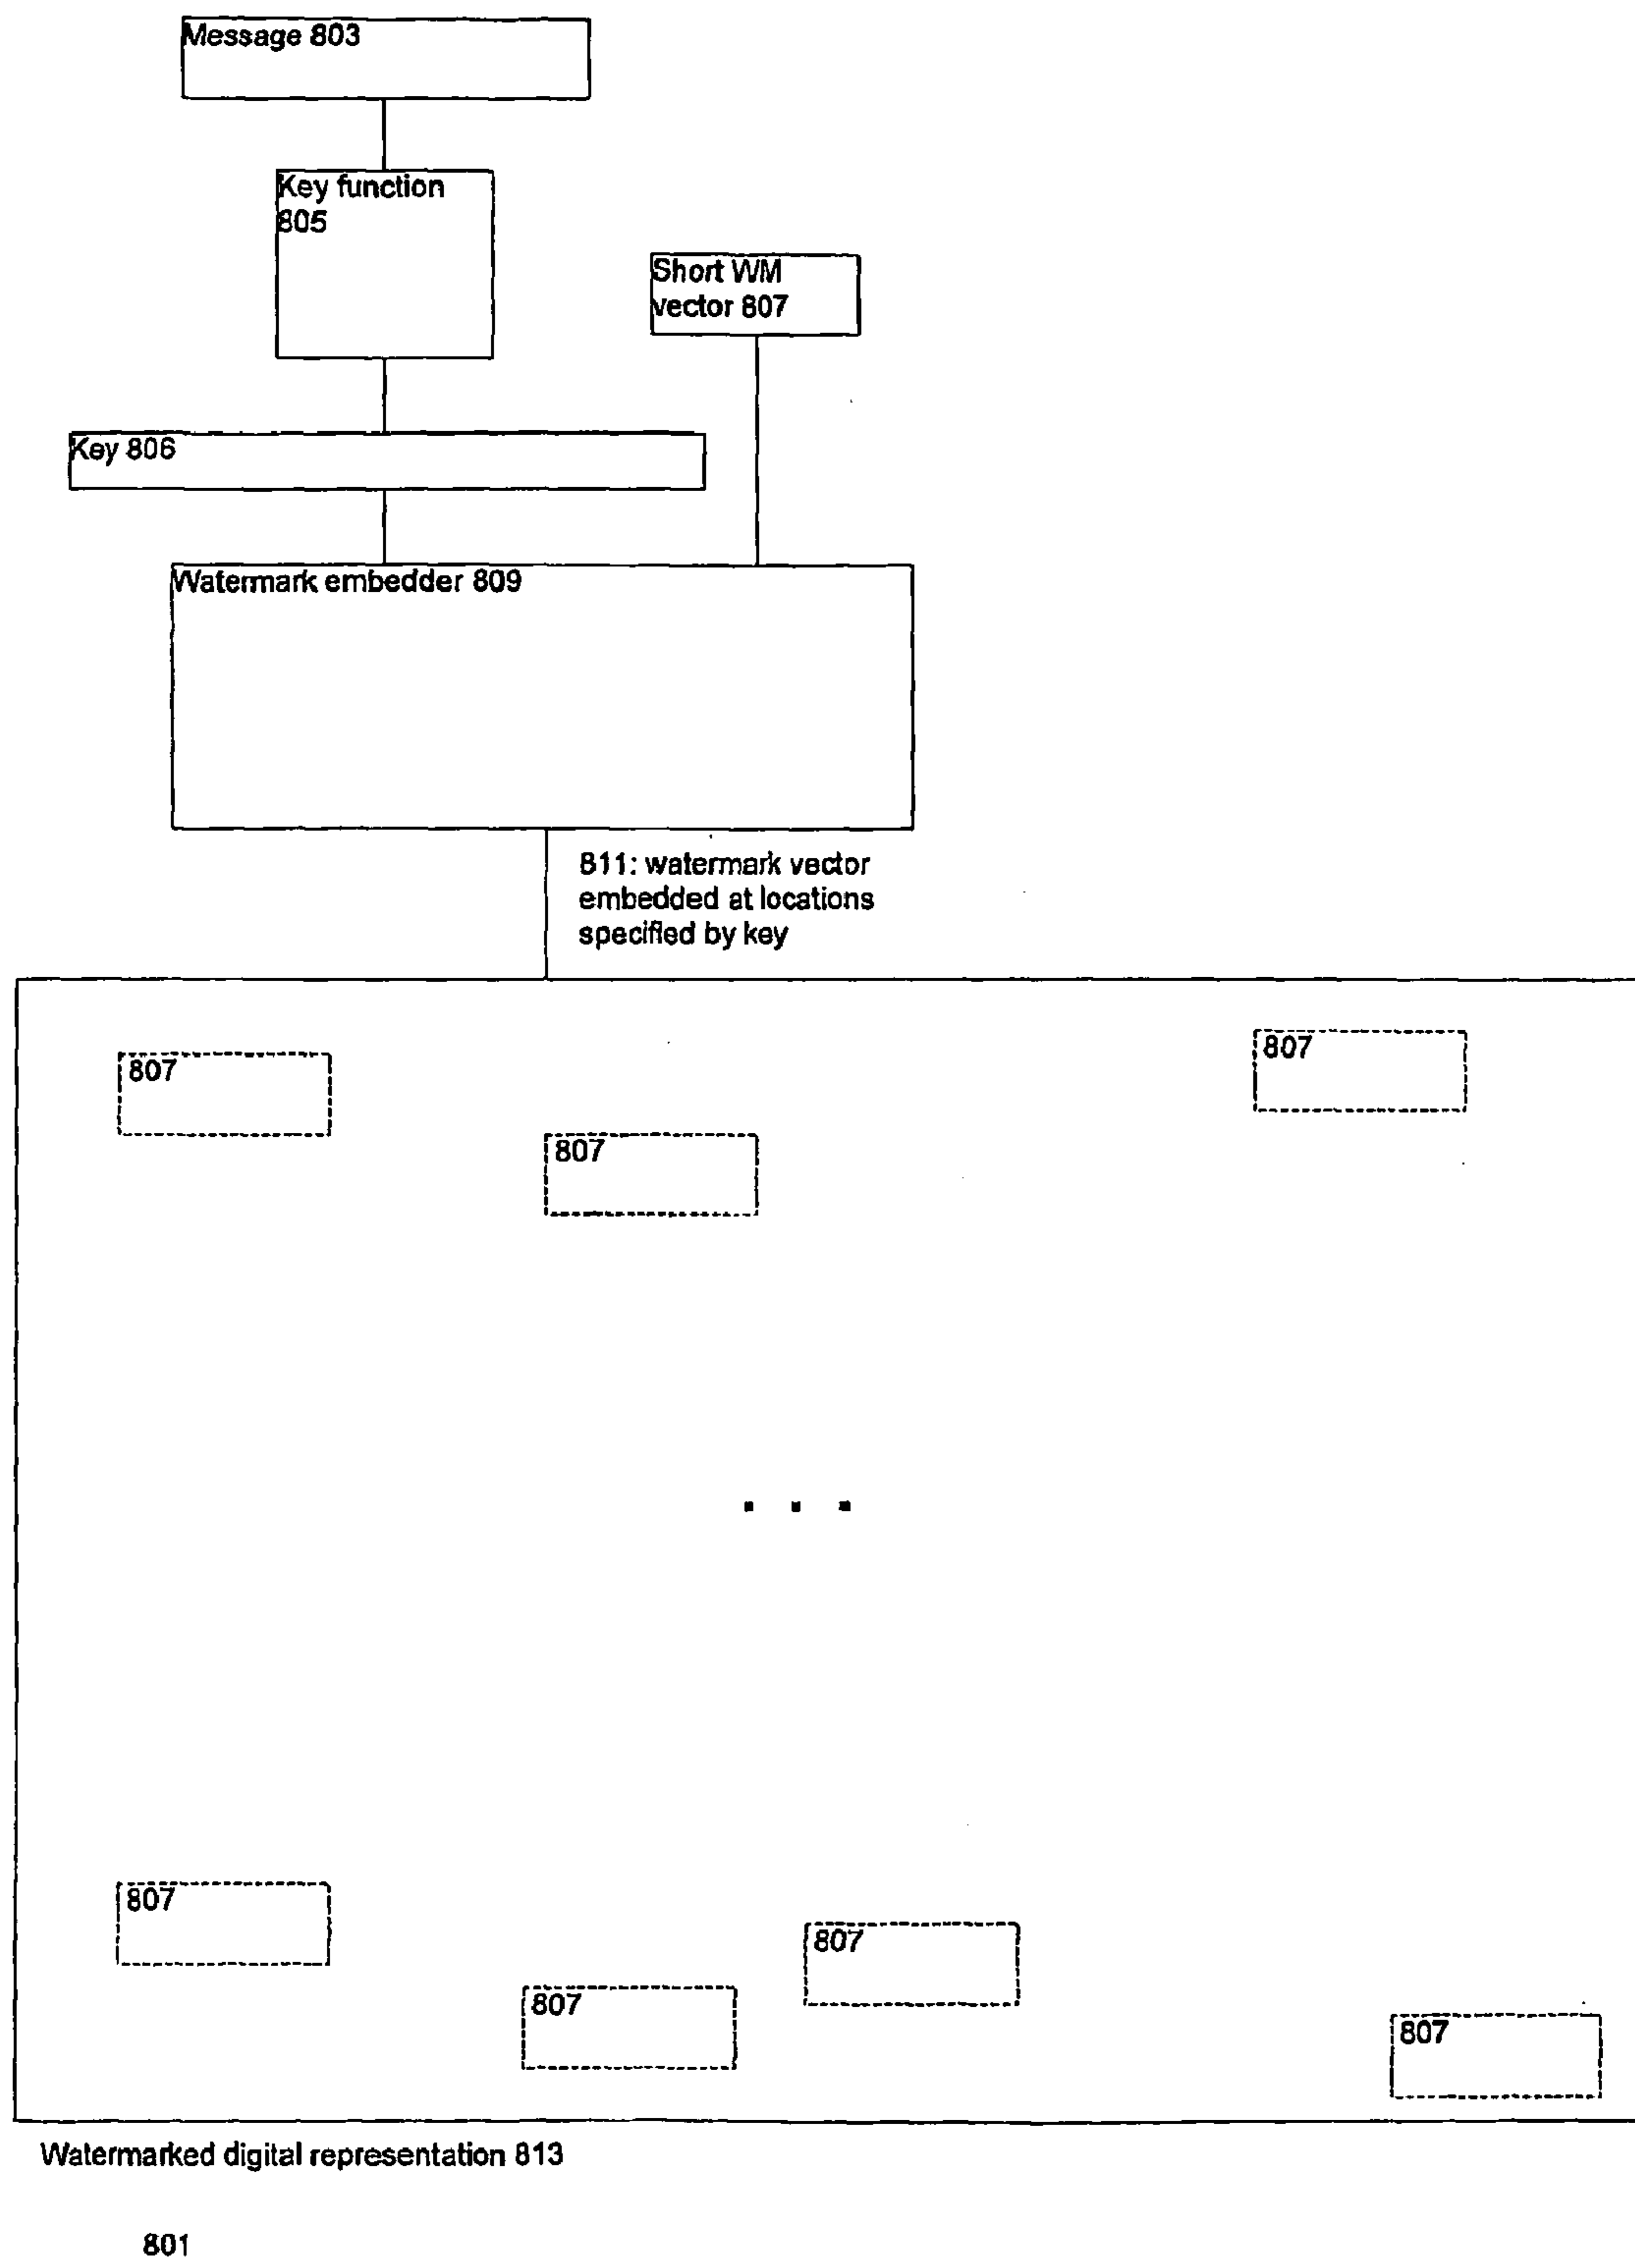 Message 803
Key function
805
Short WM
vector 807
Key 806
Watermark embedder 809
811: watermark vector
embedded at locations
specified by key
807
807
807
. . .
807
807
807
807
Watermarked digital representation 813
801